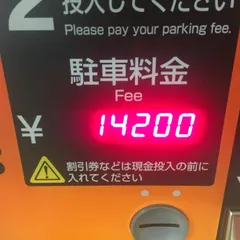 2 投入してください
Please pay your parking fee.
駐車料金
Fee
¥ 14200
割引券などは現金投入の前に
入れてください